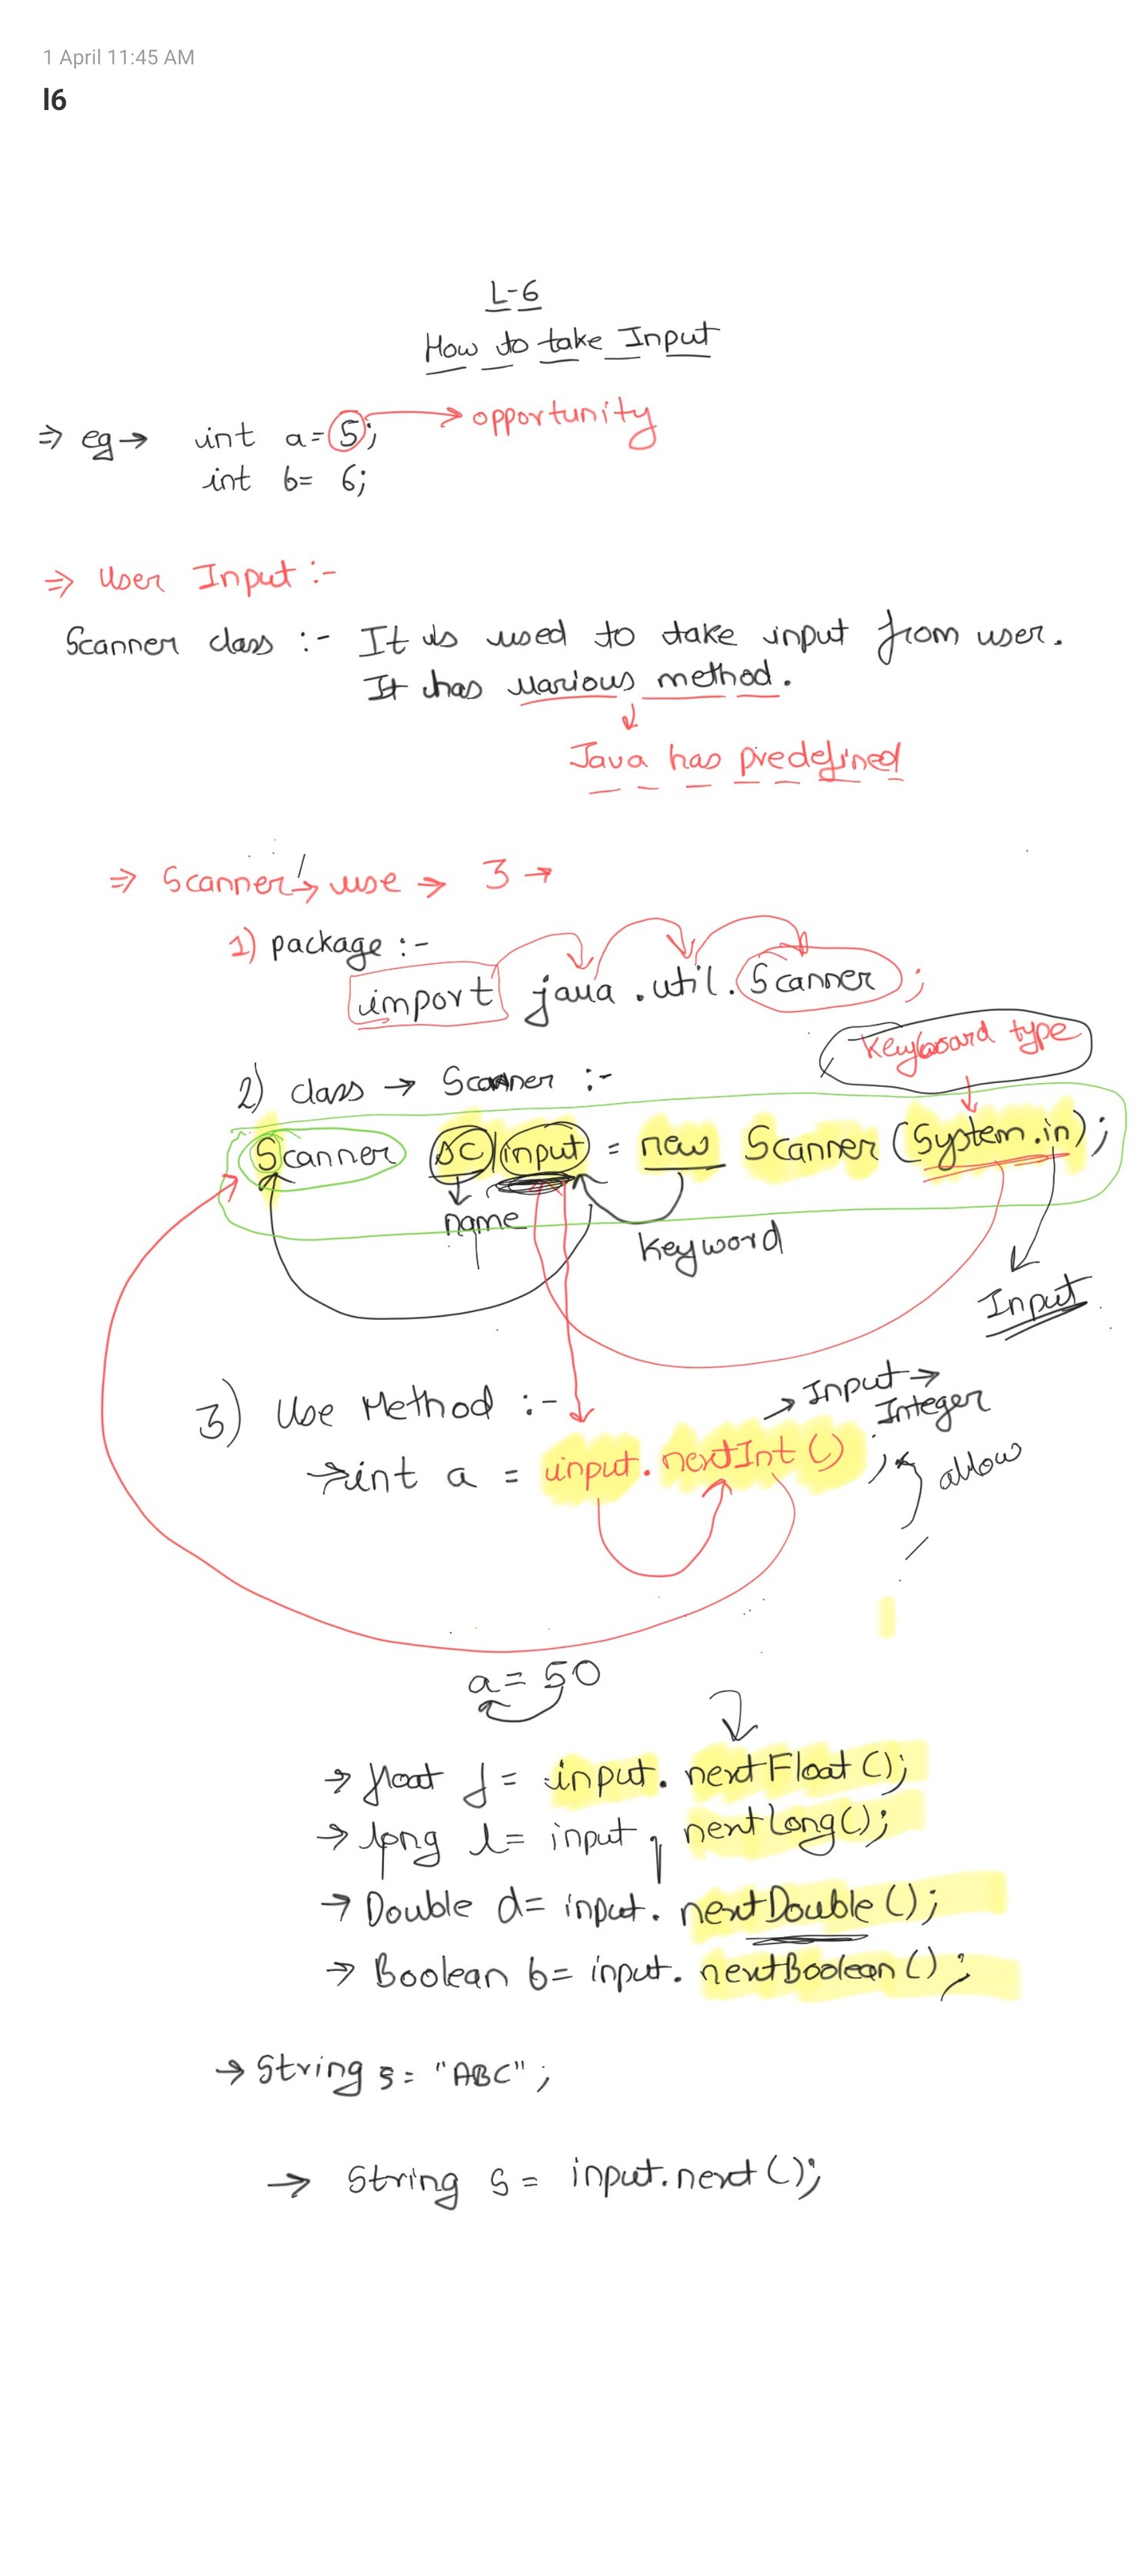 1 April 11:45 AM
l6
L-6
How to take Input
⇒ eg → int a = 5; → opportunity
int b = 6;
⇒ User Input :-
Scanner class :- It is used to take input from user.
It has various method.
Java has predefined
⇒ Scanner → use → 3 →
1) package :-
import java.util.Scanner;
Keyboard type
2) class → Scanner :-
Scanner SC/input = new Scanner (System.in);
name
Keyword
Input
3) Use Method :-
→ Input →
Integer
→ int a = input. nextInt () ;
allow
a = 50
→ float f = input. nextFloat ();
→ long l = input . nextLong();
→ Double d = input. nextDouble ();
→ Boolean b = input. nextBoolean ();
→ String s = "ABC";
→ String s = input.next ();